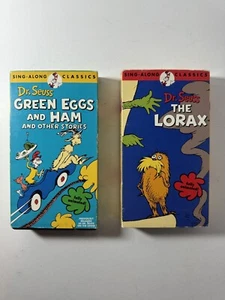 SING-ALONG CLASSICS
Dr. Seuss
GREEN EGGS
AND HAM
AND OTHER STORIES
SING-ALONG CLASSICS
Dr. Seuss
THE
LORAX